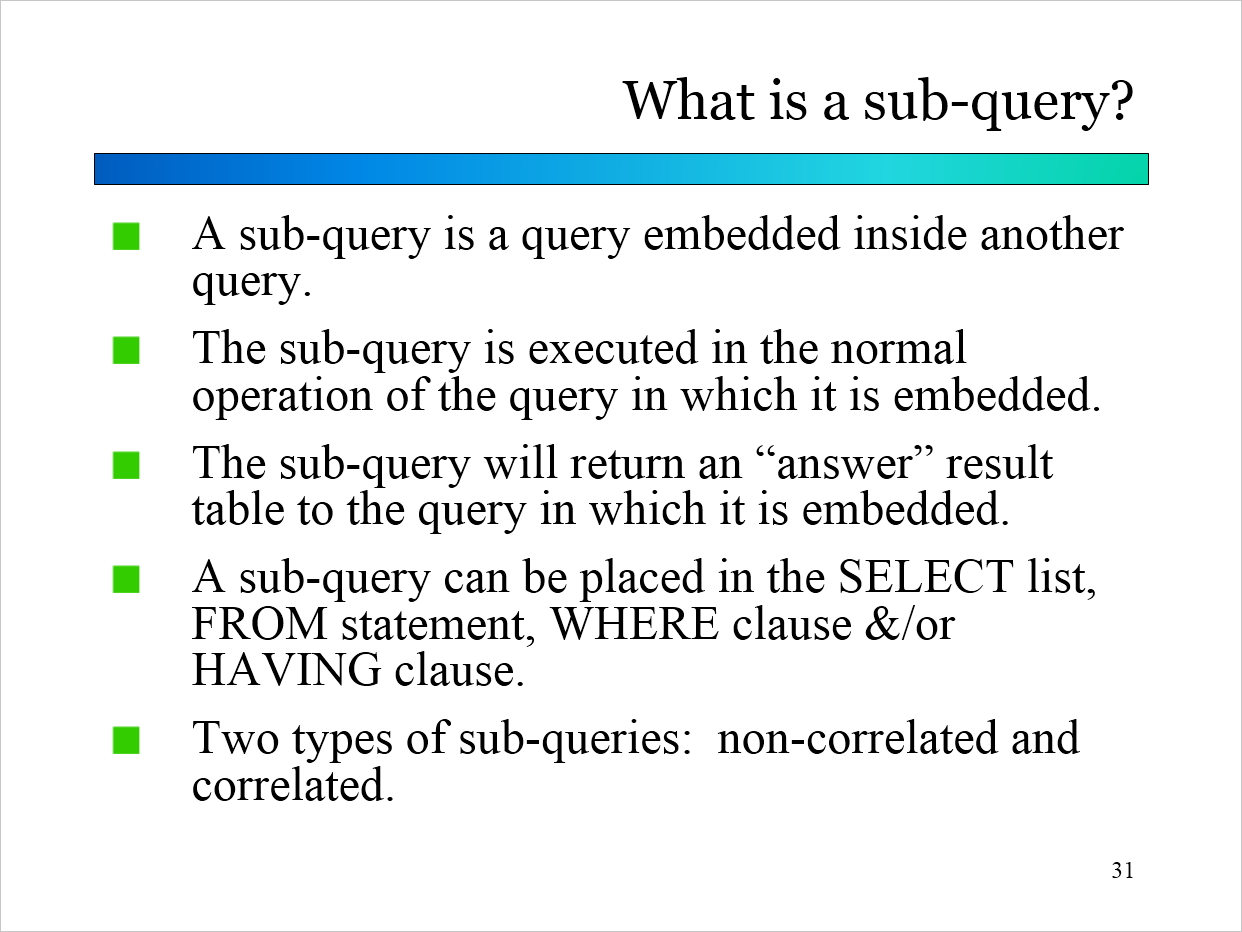 What is a sub-query?
A sub-query is a query embedded inside another
query.
The sub-query is executed in the normal
operation of the query in which it is embedded.
The sub-query will return an “answer” result
table to the query in which it is embedded.
A sub-query can be placed in the SELECT list,
FROM statement, WHERE clause &/or
HAVING clause.
Two types of sub-queries:  non-correlated and
correlated.
31